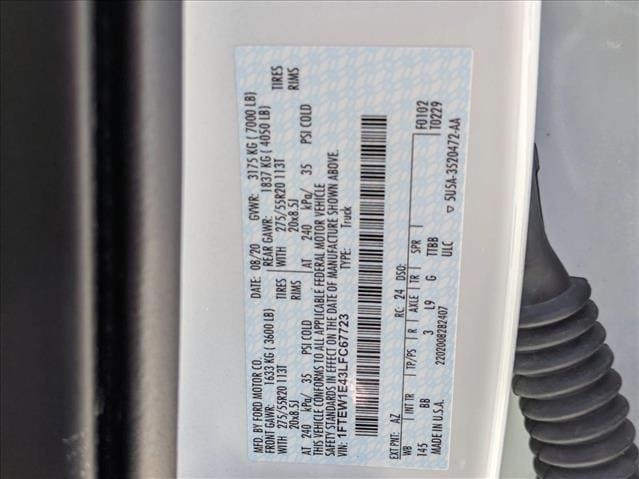 MFD. BY FORD MOTOR CO. DATE: 08/20 GVWR: 3175 KG ( 7000 LB)
FRONT GAWR: 1633 KG ( 3600 LB) REAR GAWR: 1837 KG ( 4050 LB)
WITH 275/55R20 113T TIRES WITH 275/55R20 113T TIRES
20x8.5J RIMS 20x8.5J RIMS
AT 240 kPa/ 35 PSI COLD AT 240 kPa/ 35 PSI COLD
THIS VEHICLE CONFORMS TO ALL APPLICABLE FEDERAL MOTOR VEHICLE
SAFETY STANDARDS IN EFFECT ON THE DATE OF MANUFACTURE SHOWN ABOVE.
VIN: 1FTEW1E43LFC67723 TYPE: Truck
F0102
T0229
EXT PNT: AZ RC: 24 DSO:
WB INT TR TP/PS R AXLE TR SPR
145 BB 3 L9 G TTBB
ULC
MADE IN U.S.A. 2202008282407
▽ 5U5A-3520472-AA